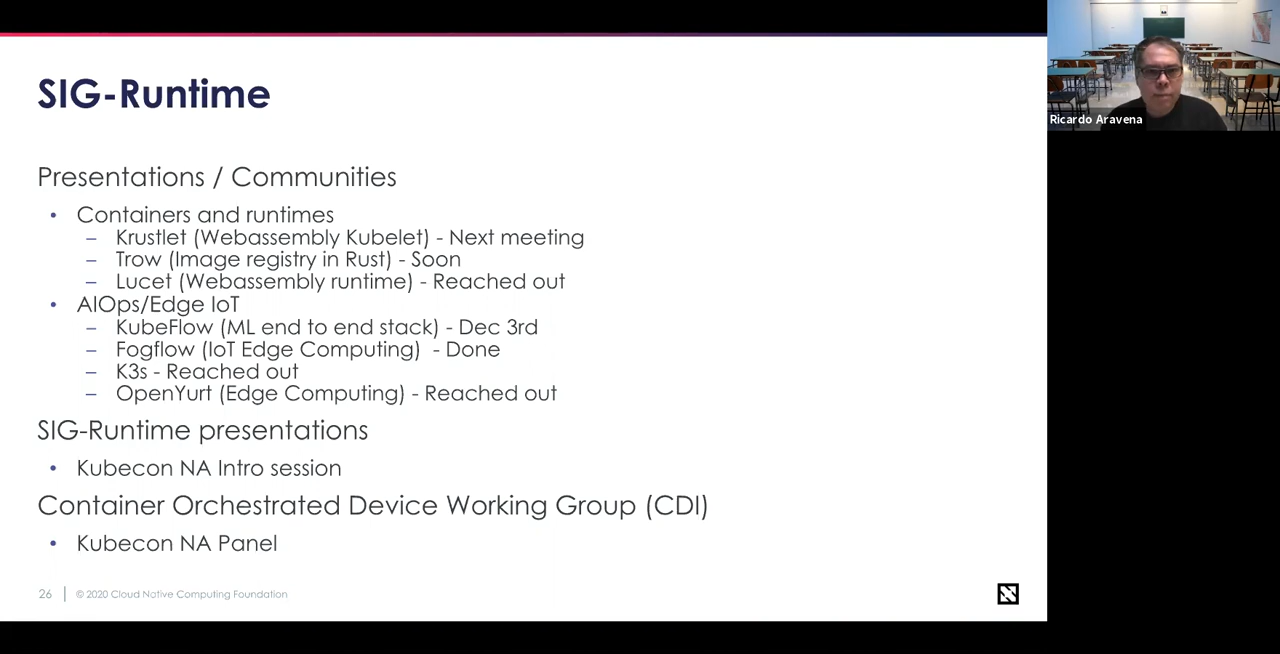 SIG-Runtime
Presentations / Communities
• Containers and runtimes
– Krustlet (Webassembly Kubelet) - Next meeting
– Trow (Image registry in Rust) - Soon
– Lucet (Webassembly runtime) - Reached out
• AIOps/Edge IoT
– KubeFlow (ML end to end stack) - Dec 3rd
– Fogflow (IoT Edge Computing)  - Done
– K3s - Reached out
– OpenYurt (Edge Computing) - Reached out
SIG-Runtime presentations
• Kubecon NA Intro session
Container Orchestrated Device Working Group (CDI)
• Kubecon NA Panel
26 | © 2020 Cloud Native Computing Foundation
Ricardo Aravena